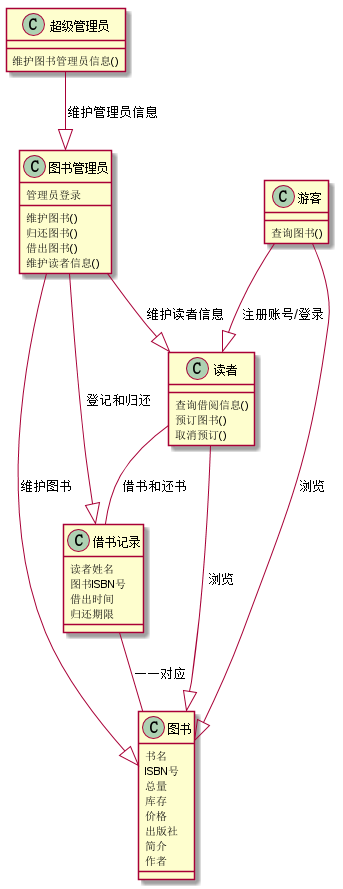 C 超级管理员
维护图书管理员信息()
维护管理员信息
C 图书管理员
管理员登录
维护图书()
归还图书()
借出图书()
维护读者信息()
C 游客
查询图书()
维护读者信息
注册账号/登录
C 读者
查询借阅信息()
预订图书()
取消预订()
登记和归还
维护图书
借书和还书
浏览
C 借书记录
读者姓名
图书ISBN号
借出时间
归还期限
浏览
一一对应
C 图书
书名
ISBN号
总量
库存
价格
出版社
简介
作者